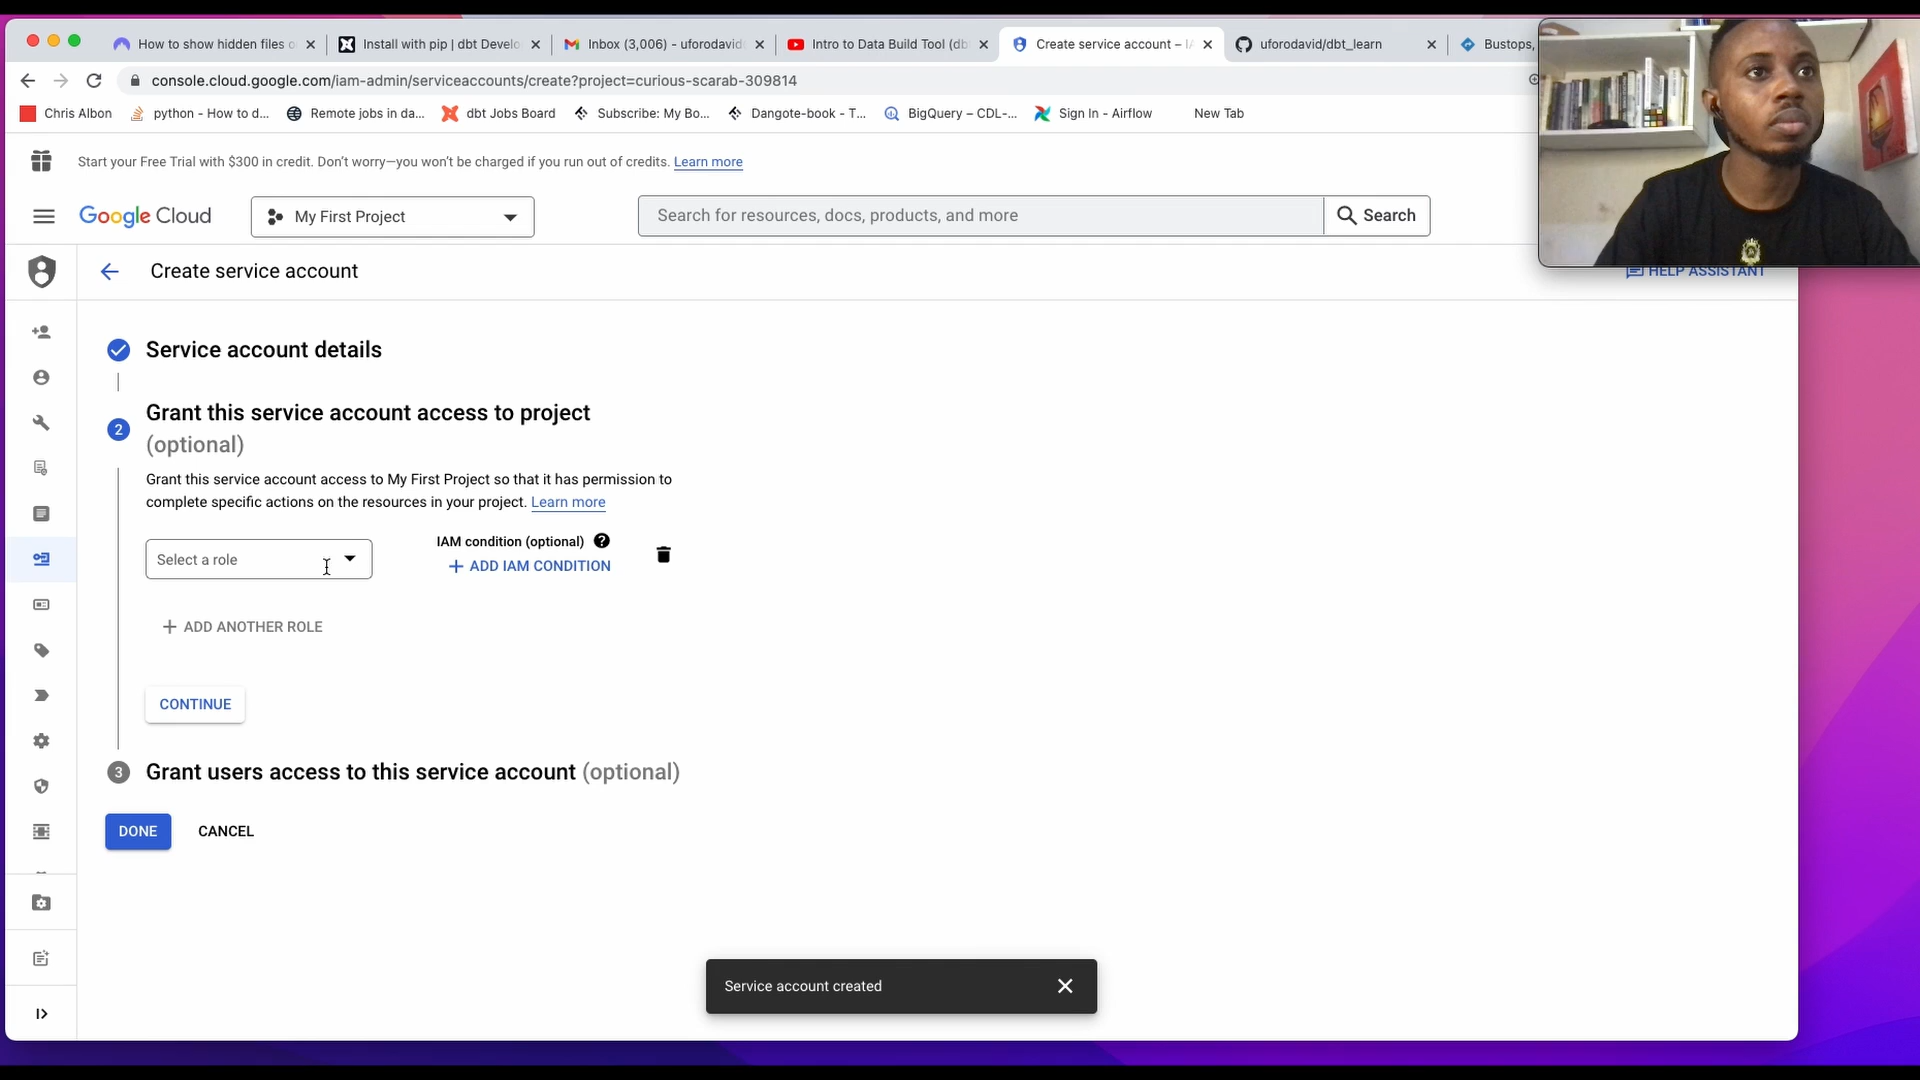 How to show hidden files o
Install with pip | dbt Develo
Inbox (3,006) - uforodavid
Intro to Data Build Tool (db
Create service account – I
uforodavid/dbt_learn
Bustops,
console.cloud.google.com/iam-admin/serviceaccounts/create?project=curious-scarab-309814
Chris Albon
python - How to d...
Remote jobs in da...
dbt Jobs Board
Subscribe: My Bo...
Dangote-book - T...
BigQuery – CDL-...
Sign In - Airflow
New Tab
Start your Free Trial with $300 in credit. Don't worry—you won't be charged if you run out of credits. Learn more
Google Cloud
My First Project
Search for resources, docs, products, and more
Search
Create service account
HELP ASSISTANT
Service account details
2
Grant this service account access to project
(optional)
Grant this service account access to My First Project so that it has permission to
complete specific actions on the resources in your project. Learn more
Select a role
IAM condition (optional)
+ ADD IAM CONDITION
+ ADD ANOTHER ROLE
CONTINUE
3
Grant users access to this service account (optional)
DONE
CANCEL
Service account created